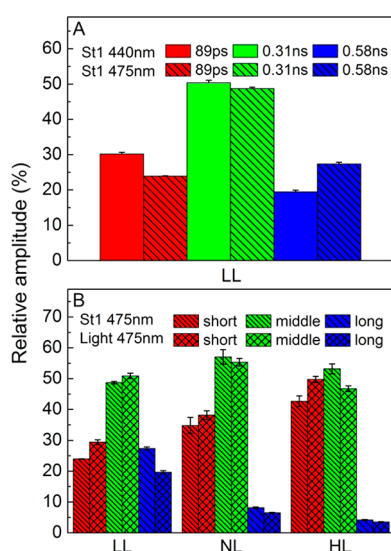 A
St1 440nm 89ps 0.31ns 0.58ns
St1 475nm 89ps 0.31ns 0.58ns
60
50
40
30
20
10
0
LL
Relative amplitude (%)
B
St1 475nm short middle long
Light 475nm short middle long
70
60
50
40
30
20
10
0
LL NL HL